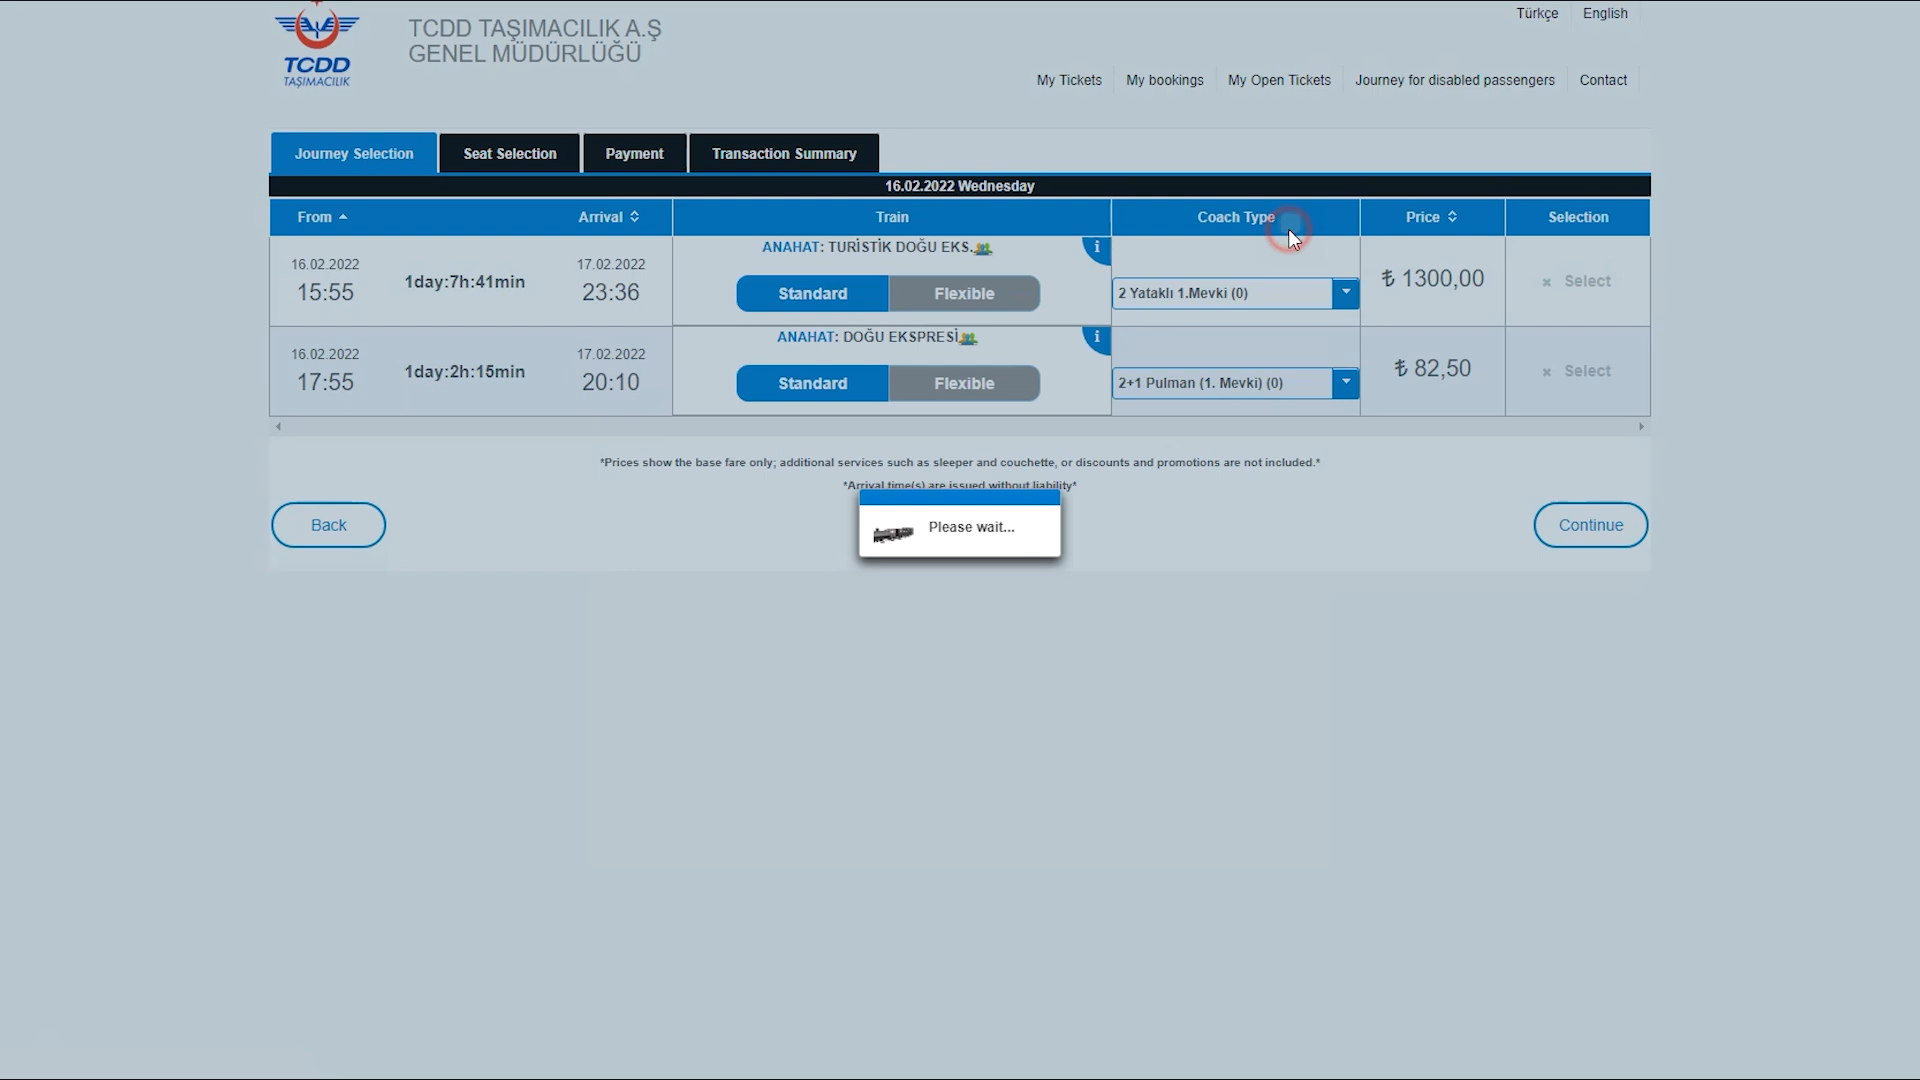 Türkçe English
TCDD
TAŞIMACILIK
TCDD TAŞIMACILIK A.Ş
GENEL MÜDÜRLÜĞÜ
My Tickets My bookings My Open Tickets Journey for disabled passengers Contact
Journey Selection Seat Selection Payment Transaction Summary
16.02.2022 Wednesday
From Arrival Train Coach Type Price Selection
ANAHAT: TURİSTİK DOĞU EKS. i
16.02.2022 17.02.2022
15:55 1day:7h:41min 23:36 Standard Flexible 2 Yataklı 1.Mevki (0) ₺ 1300,00 × Select
ANAHAT: DOĞU EKSPRESİ i
16.02.2022 17.02.2022
17:55 1day:2h:15min 20:10 Standard Flexible 2+1 Pulman (1. Mevki) (0) ₺ 82,50 × Select
*Prices show the base fare only; additional services such as sleeper and couchette, or discounts and promotions are not included.*
*Arrival time(s) are issued without liability*
Back Please wait... Continue